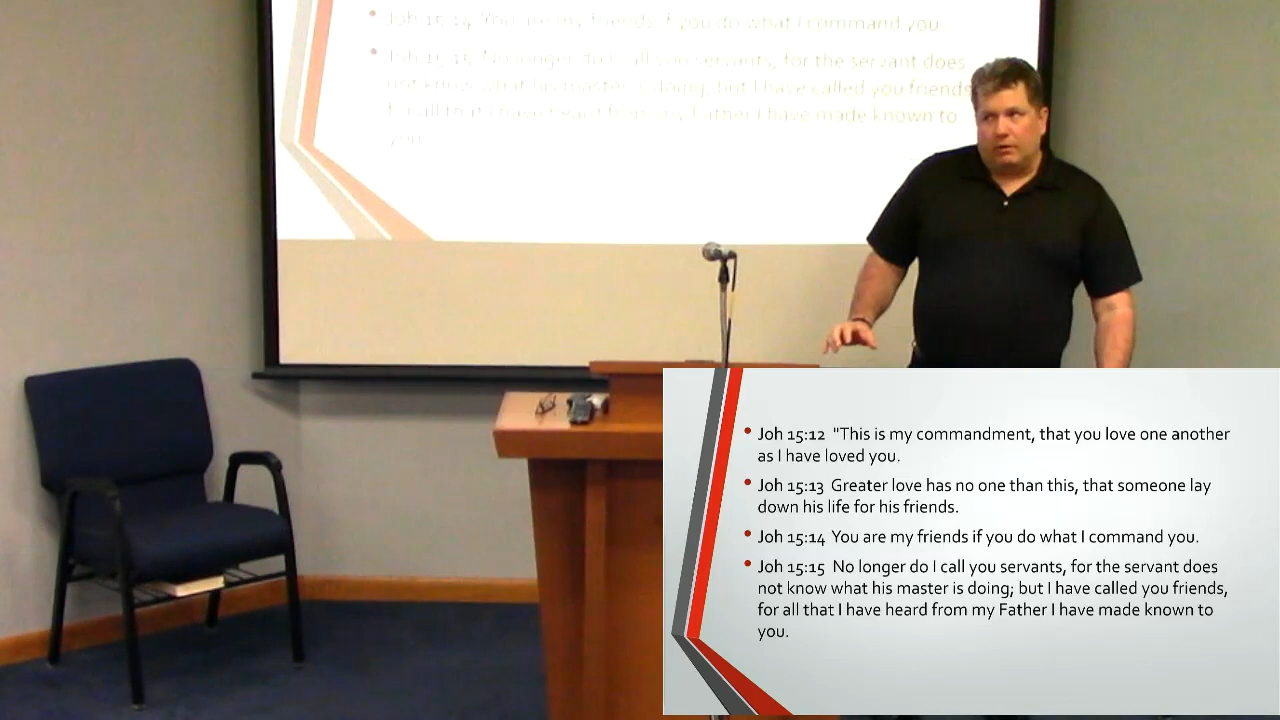 Joh 15:14 You are my friends if you do what I command you
Joh 15:15 No longer do I call you servants, for the servant does
not know what his master is doing; but I have called you friends
for all that I have heard from my Father I have made known to
you.
• Joh 15:12 "This is my commandment, that you love one another
as I have loved you.
• Joh 15:13 Greater love has no one than this, that someone lay
down his life for his friends.
• Joh 15:14 You are my friends if you do what I command you.
• Joh 15:15 No longer do I call you servants, for the servant does
not know what his master is doing; but I have called you friends,
for all that I have heard from my Father I have made known to
you.